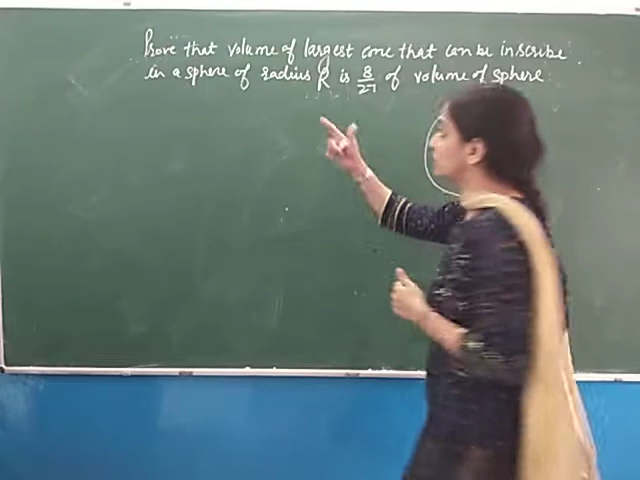 Prove that volume of largest cone that can be inscribe
in a sphere of radius R is 8/27 of volume of sphere